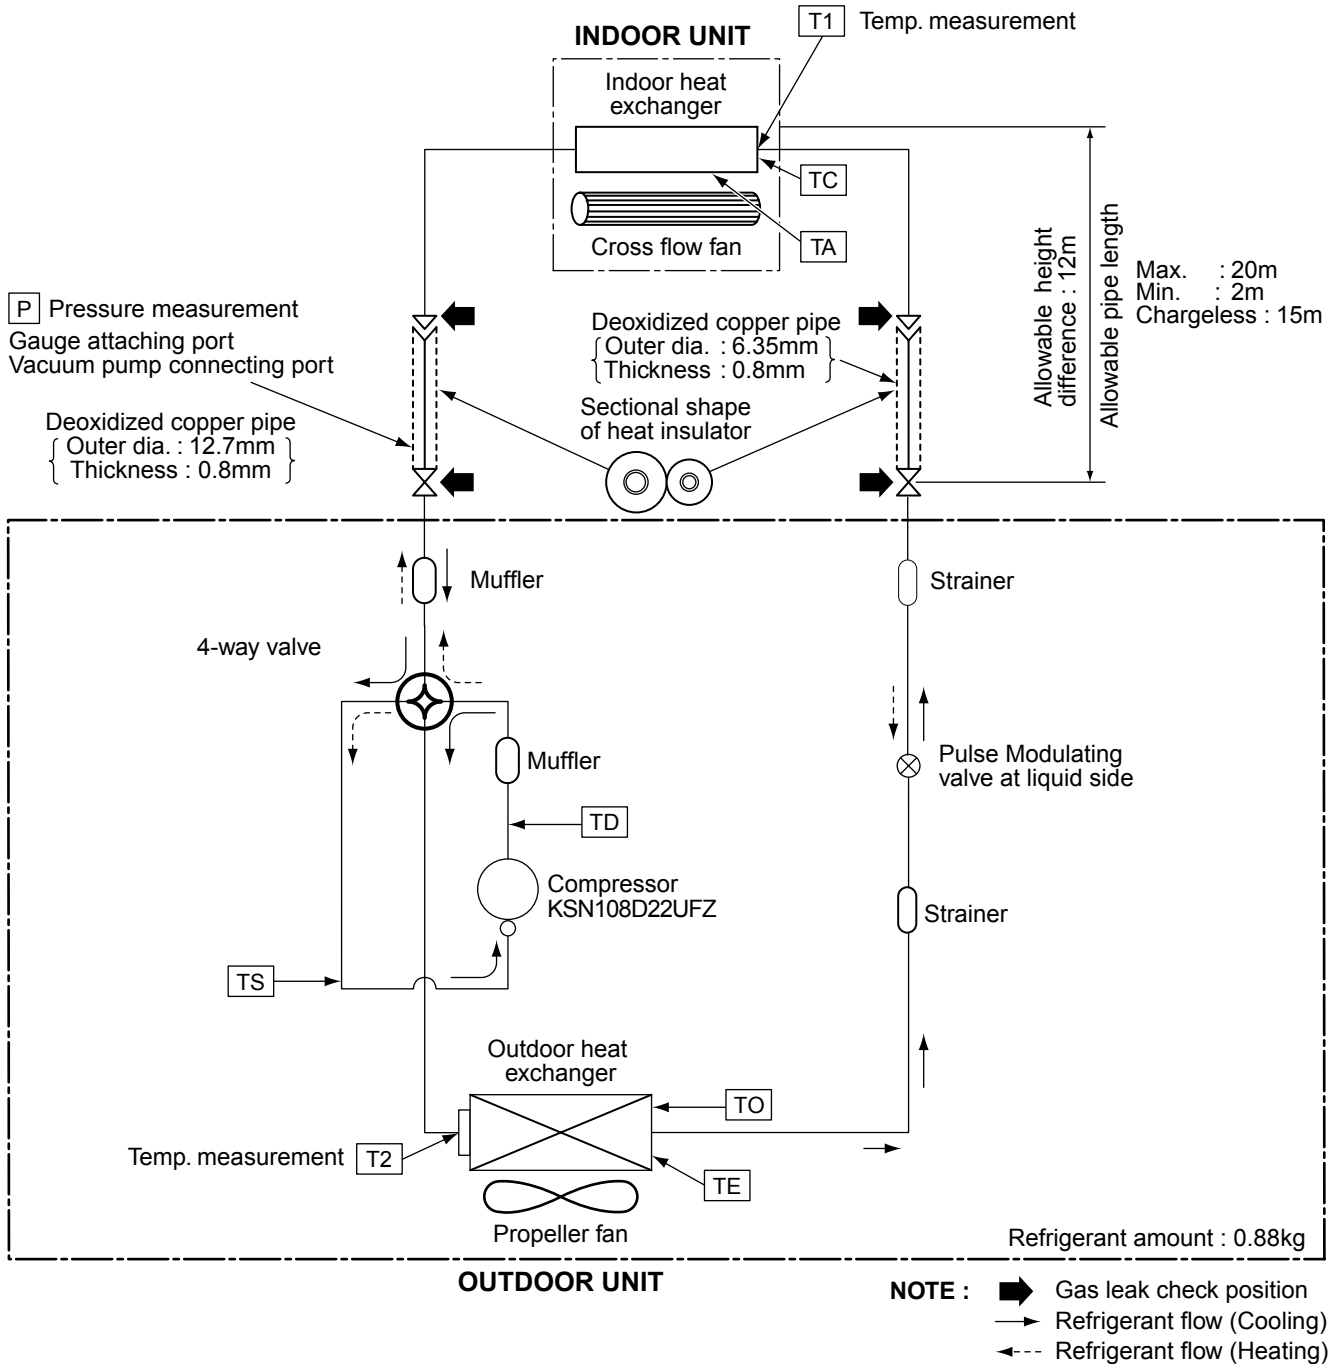 T1 Temp. measurement
INDOOR UNIT
Indoor heat
exchanger
TC
Cross flow fan
TA
Allowable height
difference : 12m
Allowable pipe length
Max. : 20m
Min. : 2m
Chargeless : 15m
P Pressure measurement
Gauge attaching port
Vacuum pump connecting port
Deoxidized copper pipe
Outer dia. : 12.7mm
Thickness : 0.8mm
Deoxidized copper pipe
Outer dia. : 6.35mm
Thickness : 0.8mm
Sectional shape
of heat insulator
Muffler
Strainer
4-way valve
Muffler
Pulse Modulating
valve at liquid side
TD
Compressor
KSN108D22UFZ
Strainer
TS
Outdoor heat
exchanger
TO
Temp. measurement T2
TE
Propeller fan
Refrigerant amount : 0.88kg
OUTDOOR UNIT
NOTE : Gas leak check position
Refrigerant flow (Cooling)
Refrigerant flow (Heating)